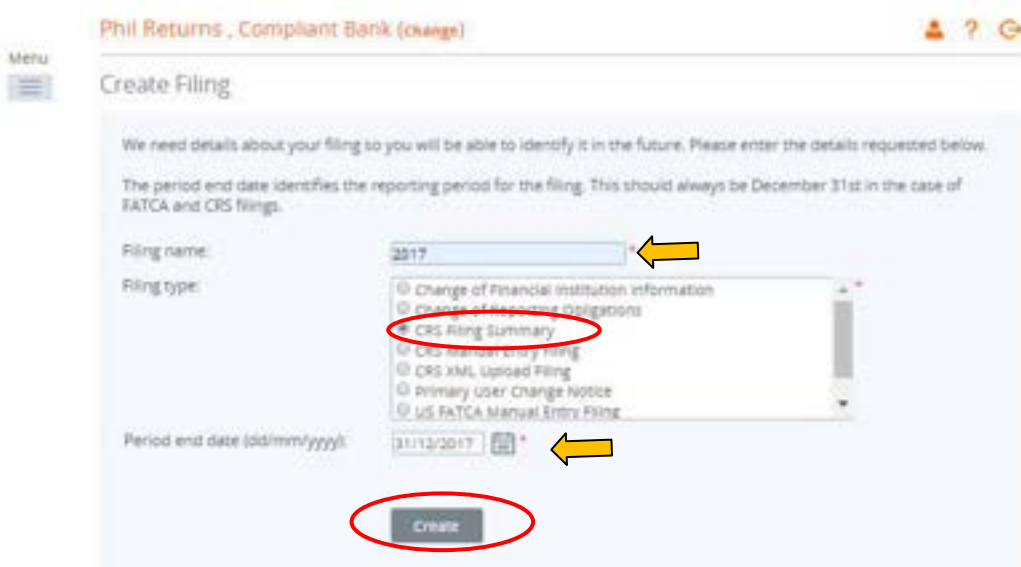 Phil Returns , Compliant Bank (change)
?
Menu
Create Filing
We need details about your filing so you will be able to identify it in the future. Please enter the details requested below.
The period end date identifies the reporting period for the filing. This should always be December 31st in the case of
FATCA and CRS filings.
Filing name:
2017
*
Filing type:
Change of Financial Institution Information
*
Change of Reporting Obligations
CRS Filing Summary
CRS Manual Entry Filing
CRS XML Upload Filing
Primary User Change Notice
US FATCA Manual Entry Filing
Period end date (dd/mm/yyyy):
31/12/2017
*
Create